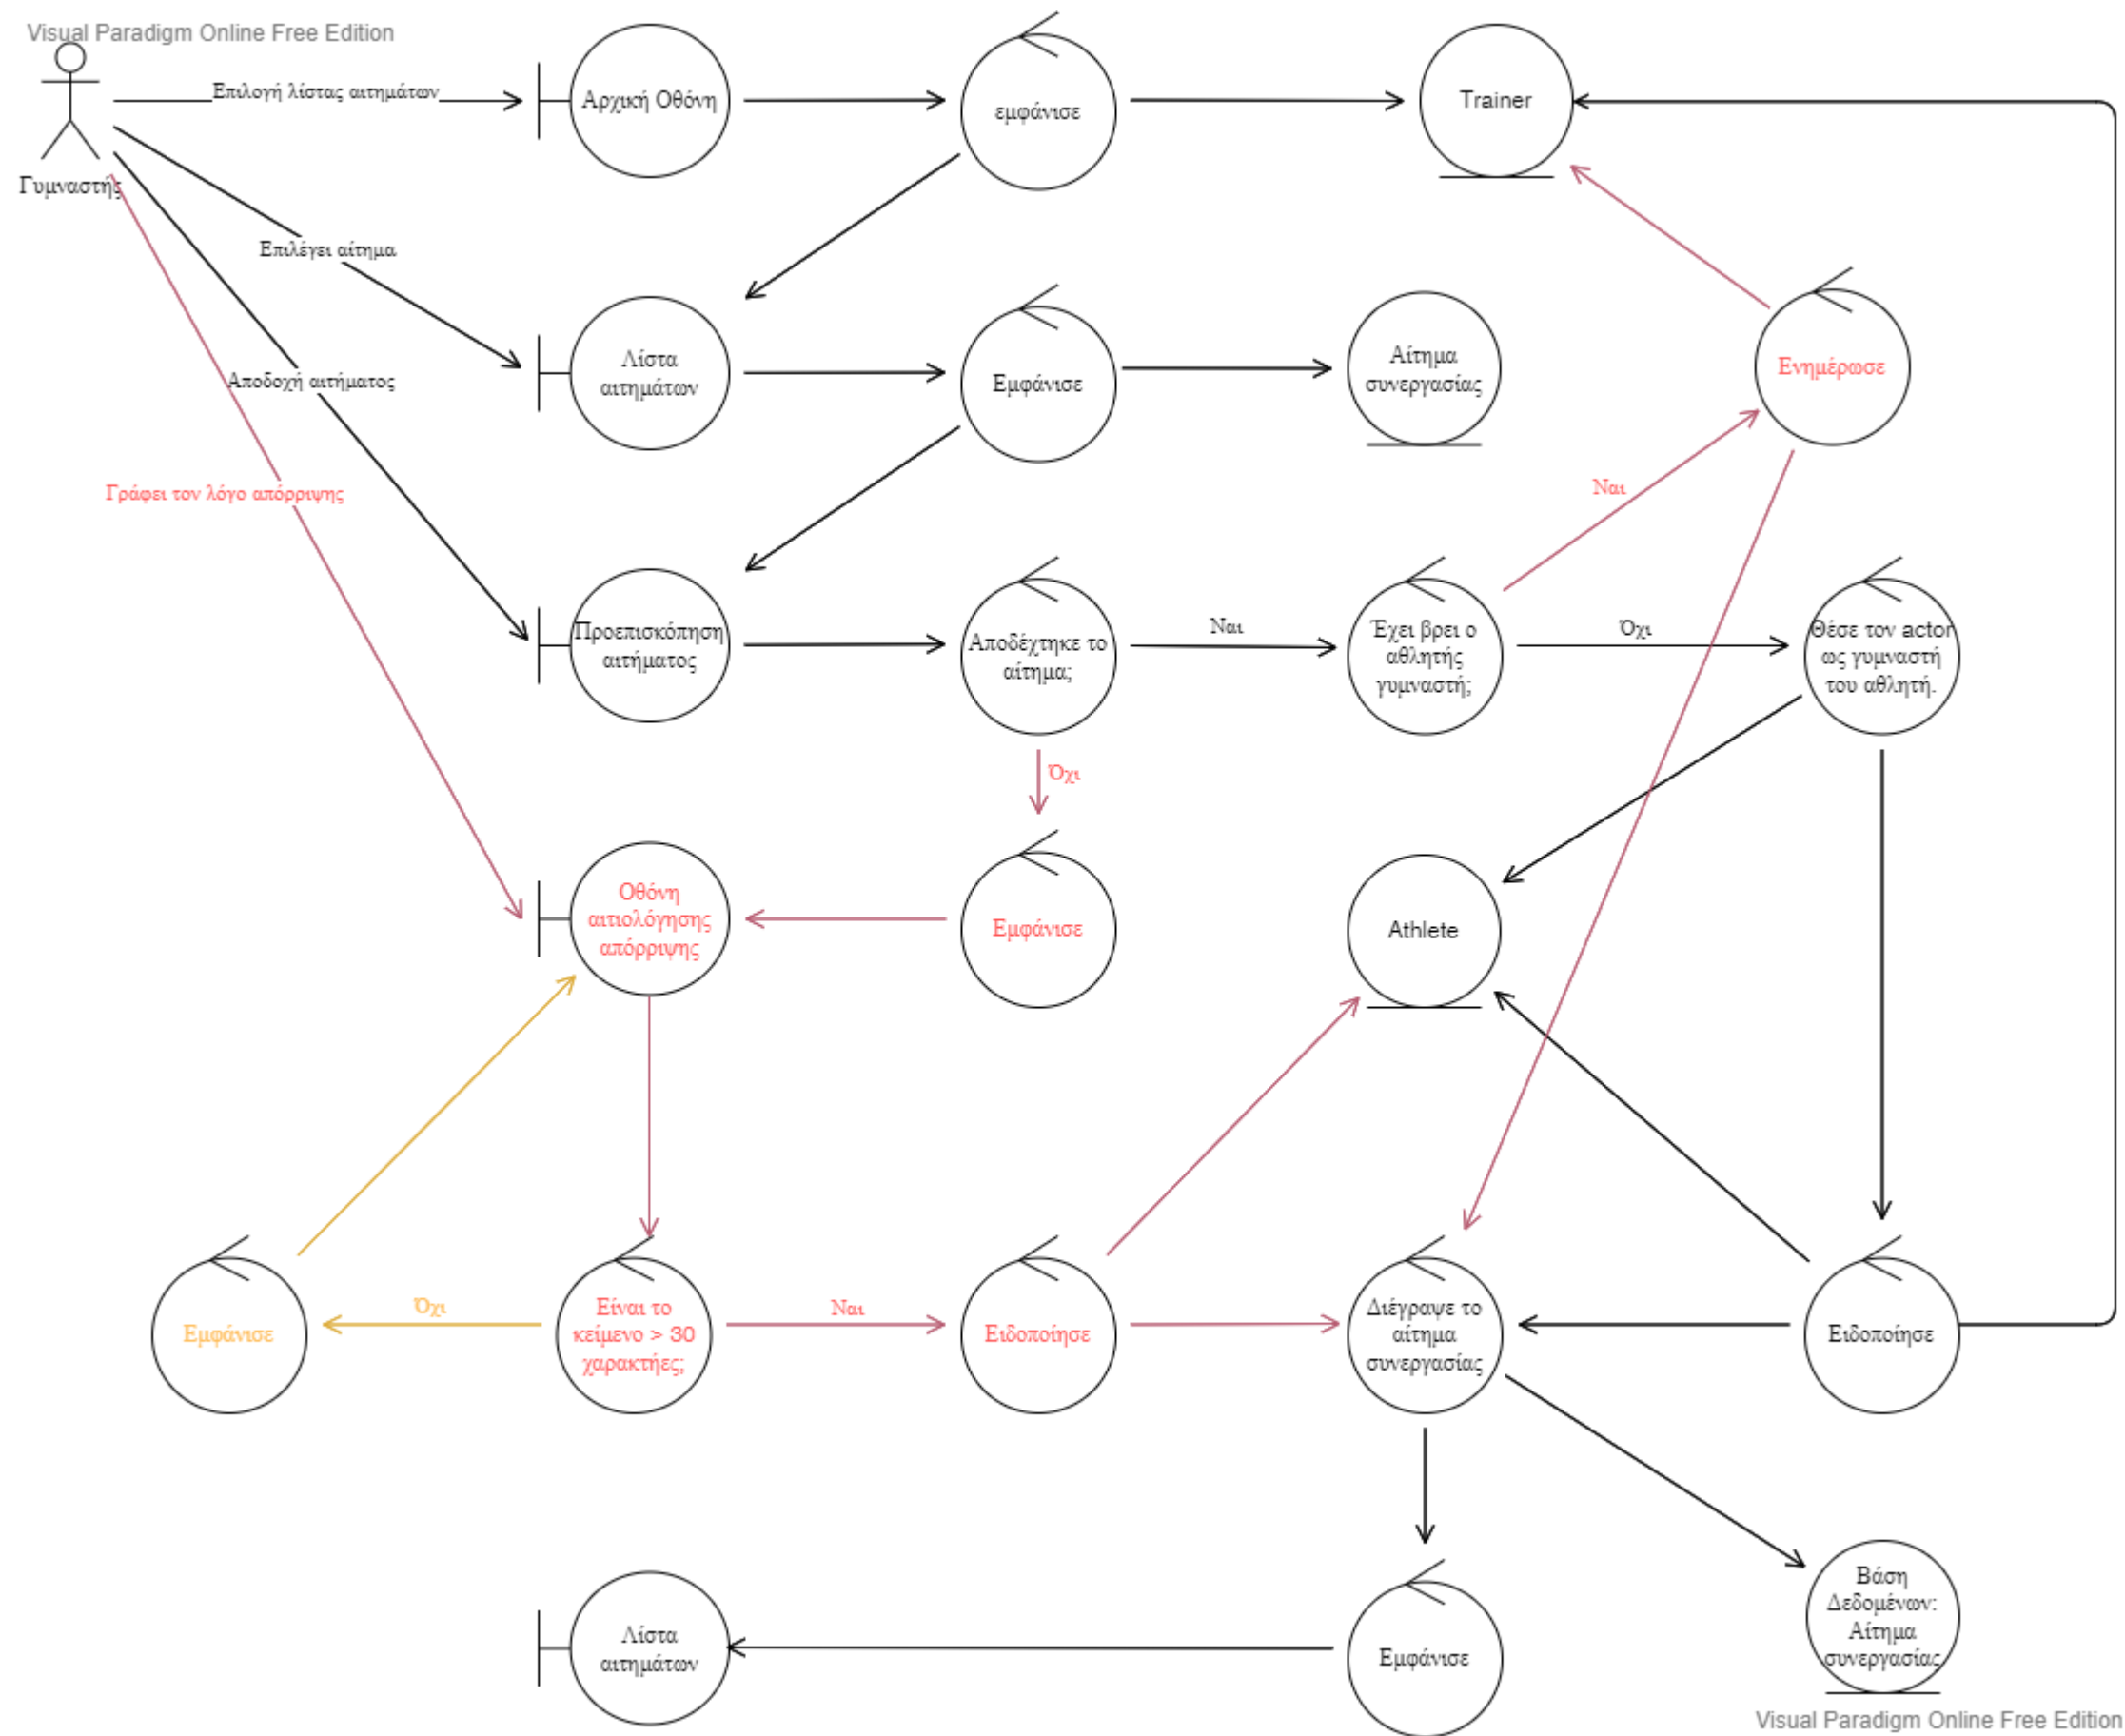 Visual Paradigm Online Free Edition
Γυμναστής
Επιλογή λίστας αιτημάτων
Αρχική Οθόνη
εμφάνισε
Trainer
Επιλέγει αίτημα
Λίστα
αιτημάτων
Εμφάνισε
Αίτημα
συνεργασίας
Ενημέρωσε
Αποδοχή αιτήματος
Γράφει τον λόγο απόρριψης
Ναι
Προεπισκόπηση
αιτήματος
Αποδέχτηκε το
αίτημα;
Ναι
Έχει βρει ο
αθλητής
γυμναστή;
Όχι
Θέσε τον actor
ως γυμναστή
του αθλητή.
Όχι
Οθόνη
αιτιολόγησης
απόρριψης
Εμφάνισε
Athlete
Εμφάνισε
Όχι
Είναι το
κείμενο > 30
χαρακτήες;
Ναι
Ειδοποίησε
Διέγραψε το
αίτημα
συνεργασίας
Ειδοποίησε
Λίστα
αιτημάτων
Εμφάνισε
Βάση
Δεδομένων:
Αίτημα
συνεργασίας
Visual Paradigm Online Free Edition